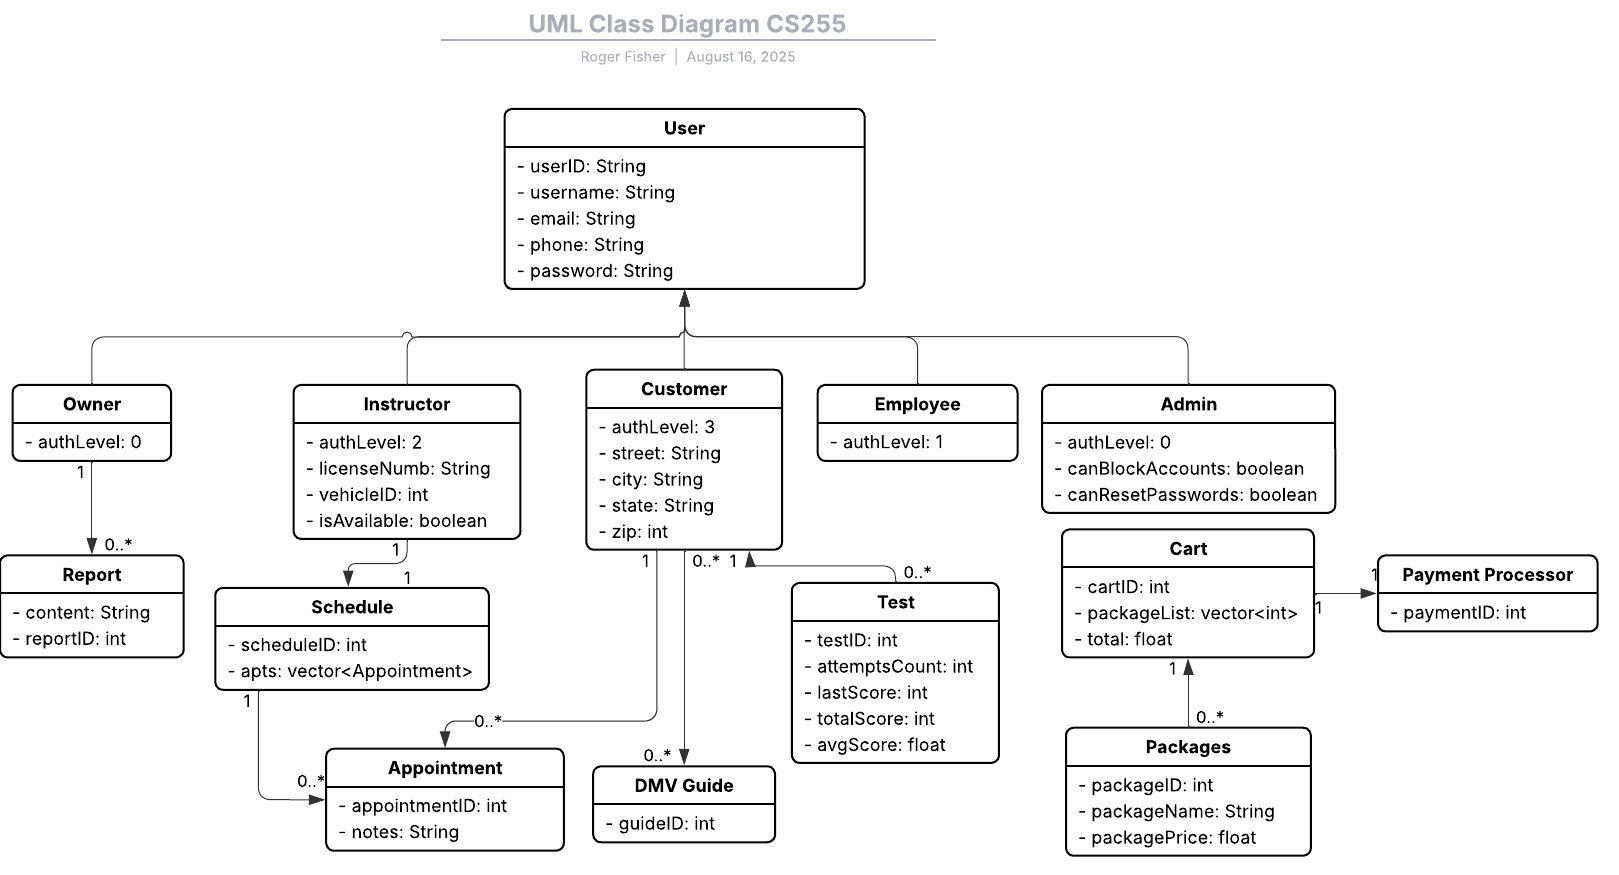 UML Class Diagram CS255
Roger Fisher | August 16, 2025
User
- userID: String
- username: String
- email: String
- phone: String
- password: String
Owner
- authLevel: 0
1
0..*
Report
- content: String
- reportID: int
Instructor
- authLevel: 2
- licenseNumb: String
- vehicleID: int
- isAvailable: boolean
1
1
Schedule
- scheduleID: int
- apts: vector<Appointment>
1
0..*
Customer
- authLevel: 3
- street: String
- city: String
- state: String
- zip: int
1
0..*
1
0..*
0..*
0..*
Appointment
- appointmentID: int
- notes: String
DMV Guide
- guideID: int
Test
- testID: int
- attemptsCount: int
- lastScore: int
- totalScore: int
- avgScore: float
Employee
- authLevel: 1
Admin
- authLevel: 0
- canBlockAccounts: boolean
- canResetPasswords: boolean
Cart
- cartID: int
- packageList: vector<int>
- total: float
1
1
Payment Processor
- paymentID: int
1
0..*
Packages
- packageID: int
- packageName: String
- packagePrice: float